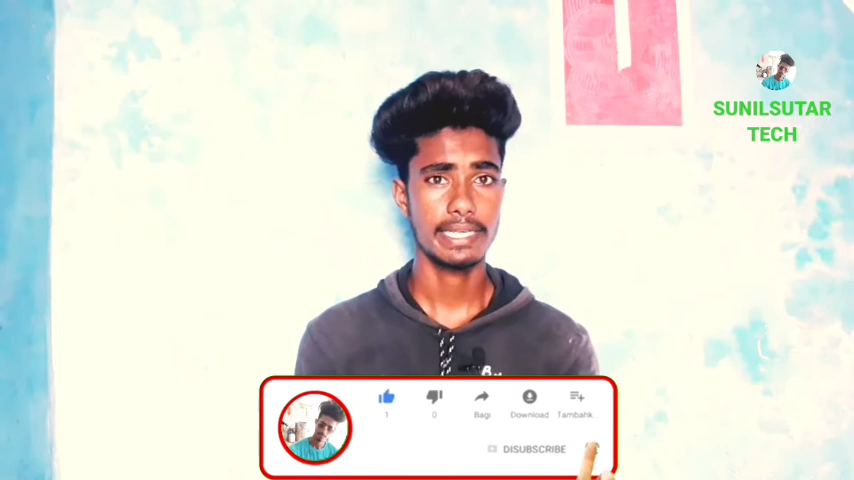 SUNILSUTAR
TECH
1
0
Bagi
Download
Tambahk
DISUBSCRIBE